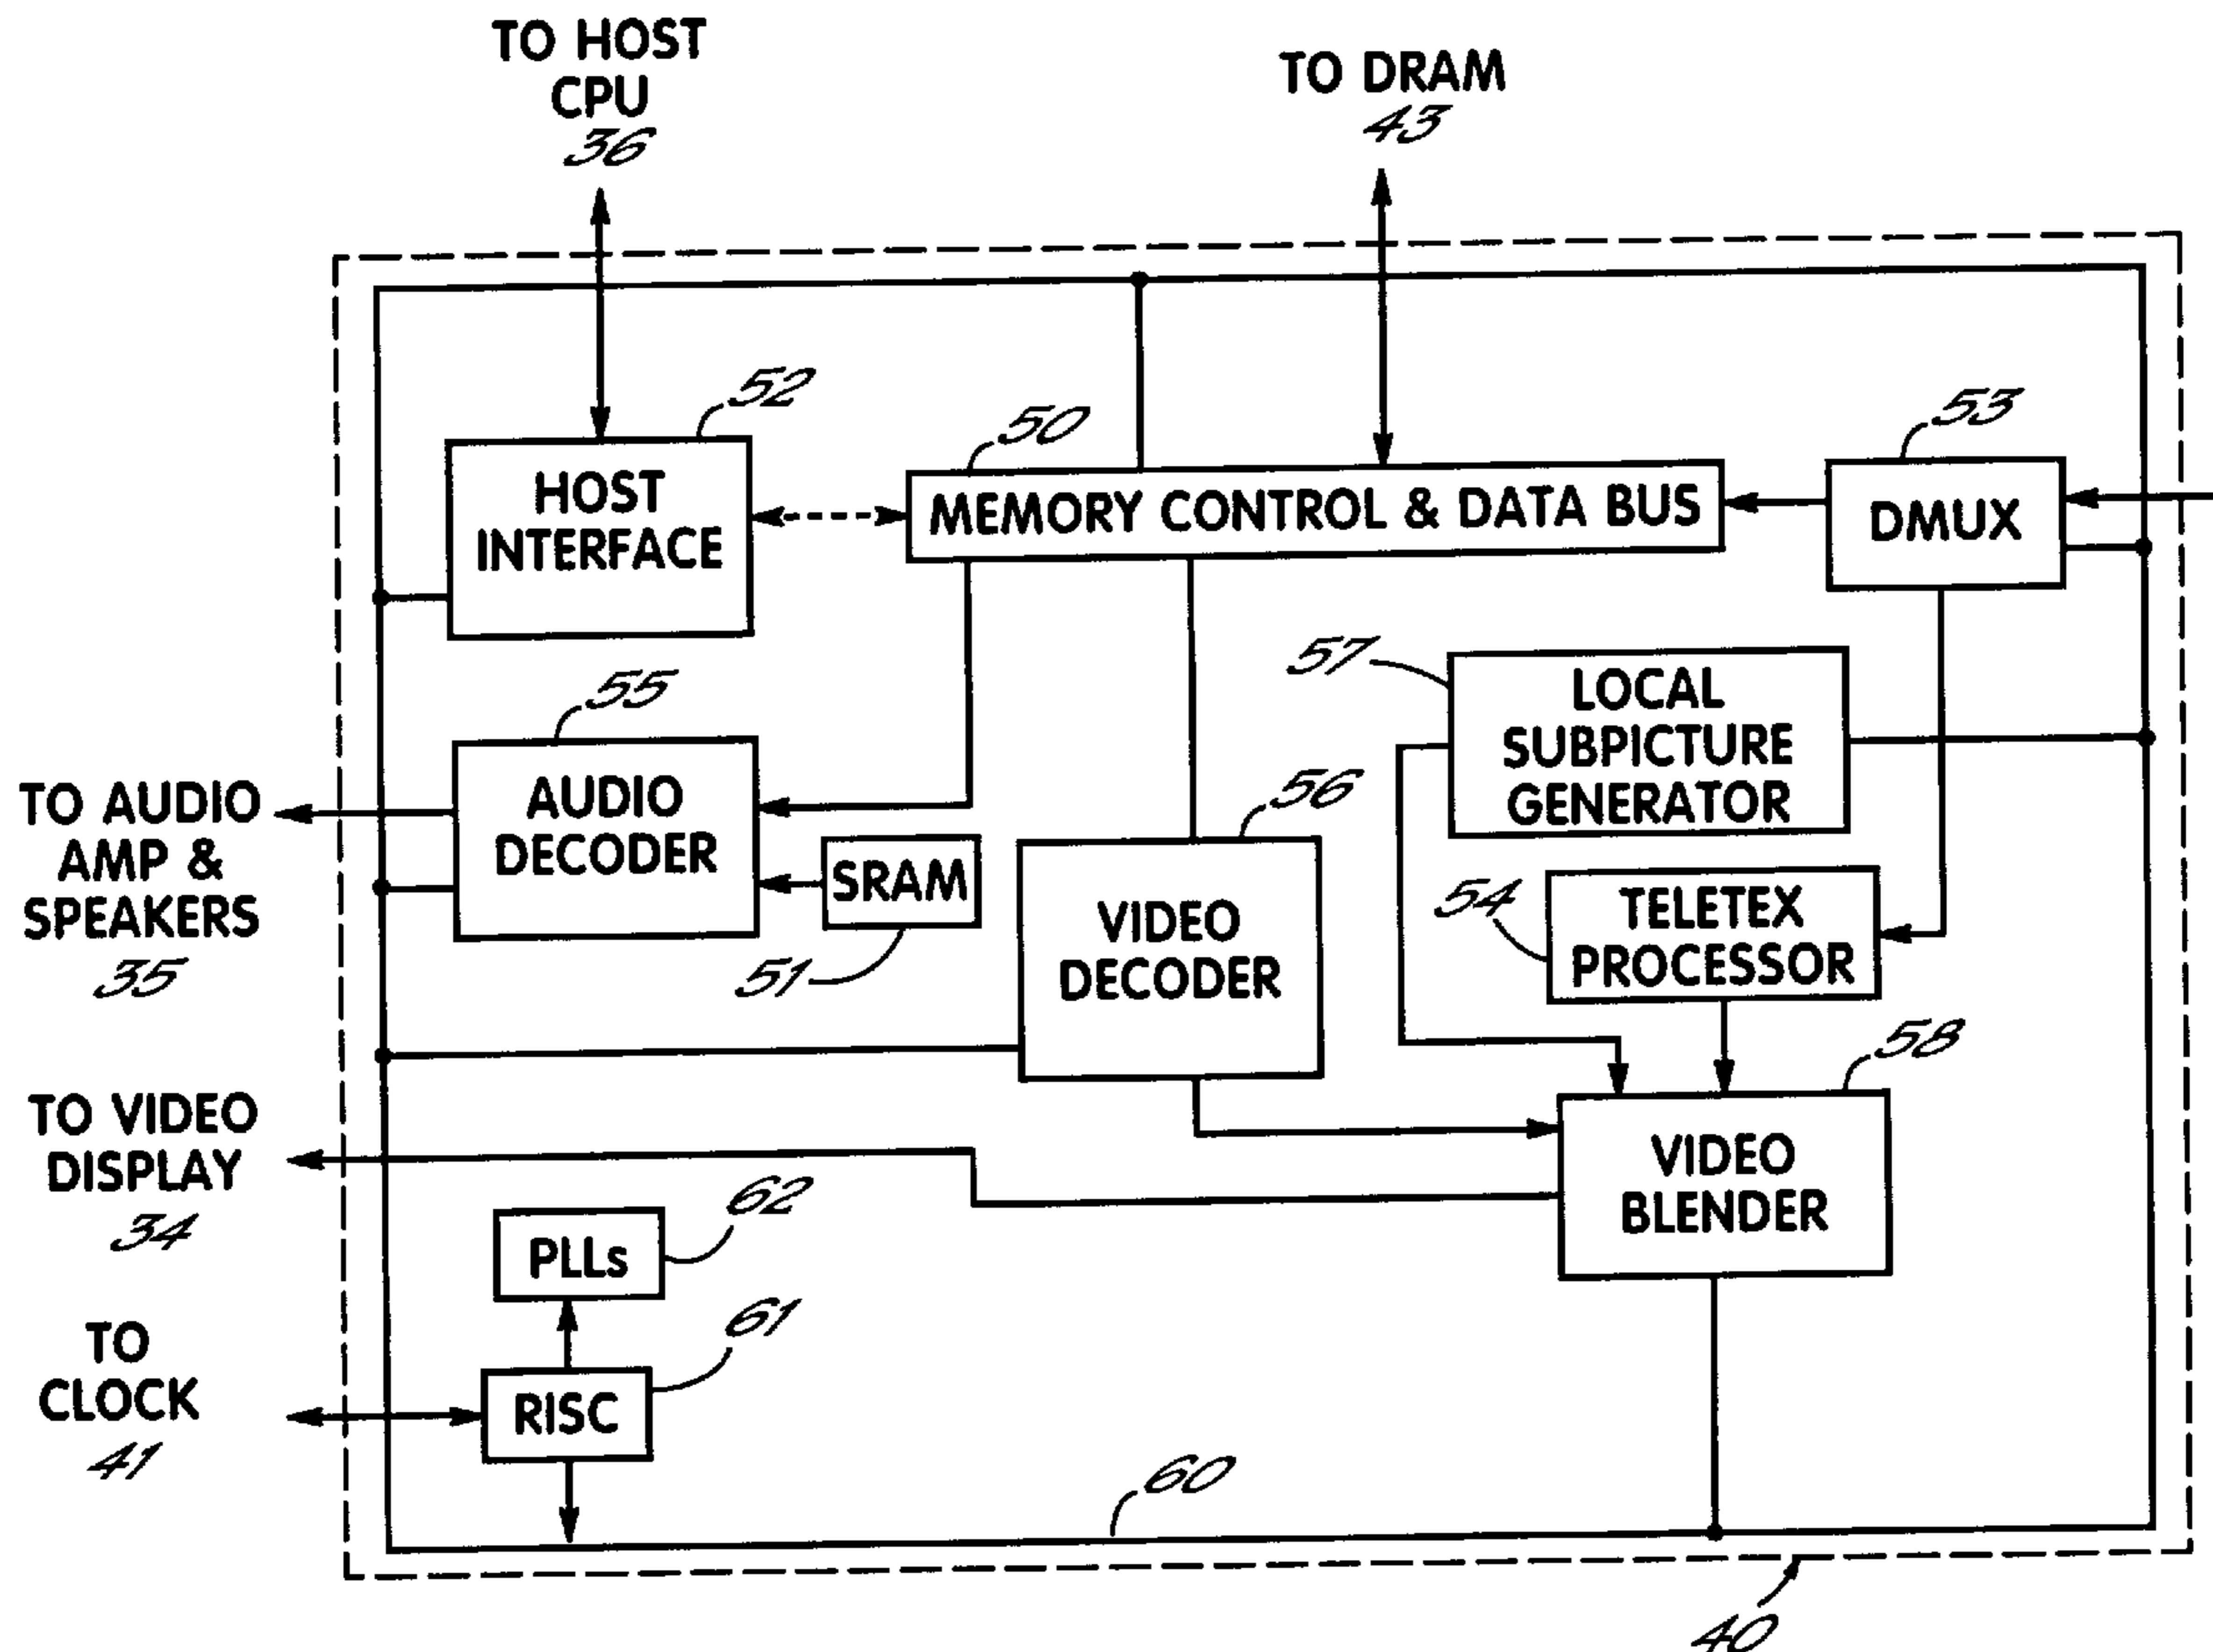 TO HOST
CPU
36
TO DRAM
43
52
HOST
INTERFACE
50
MEMORY CONTROL & DATA BUS
53
DMUX
57
LOCAL
SUBPICTURE
GENERATOR
55
AUDIO
DECODER
TO AUDIO
AMP &
SPEAKERS
35
SRAM
51
56
VIDEO
DECODER
54
TELETEX
PROCESSOR
58
VIDEO
BLENDER
TO VIDEO
DISPLAY
34
62
PLLs
61
RISC
TO
CLOCK
41
60
40